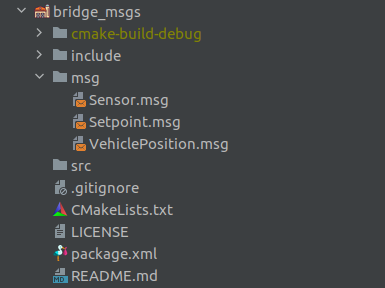 bridge_msgs
cmake-build-debug
include
msg
Sensor.msg
Setpoint.msg
VehiclePosition.msg
src
.gitignore
CMakeLists.txt
LICENSE
package.xml
README.md